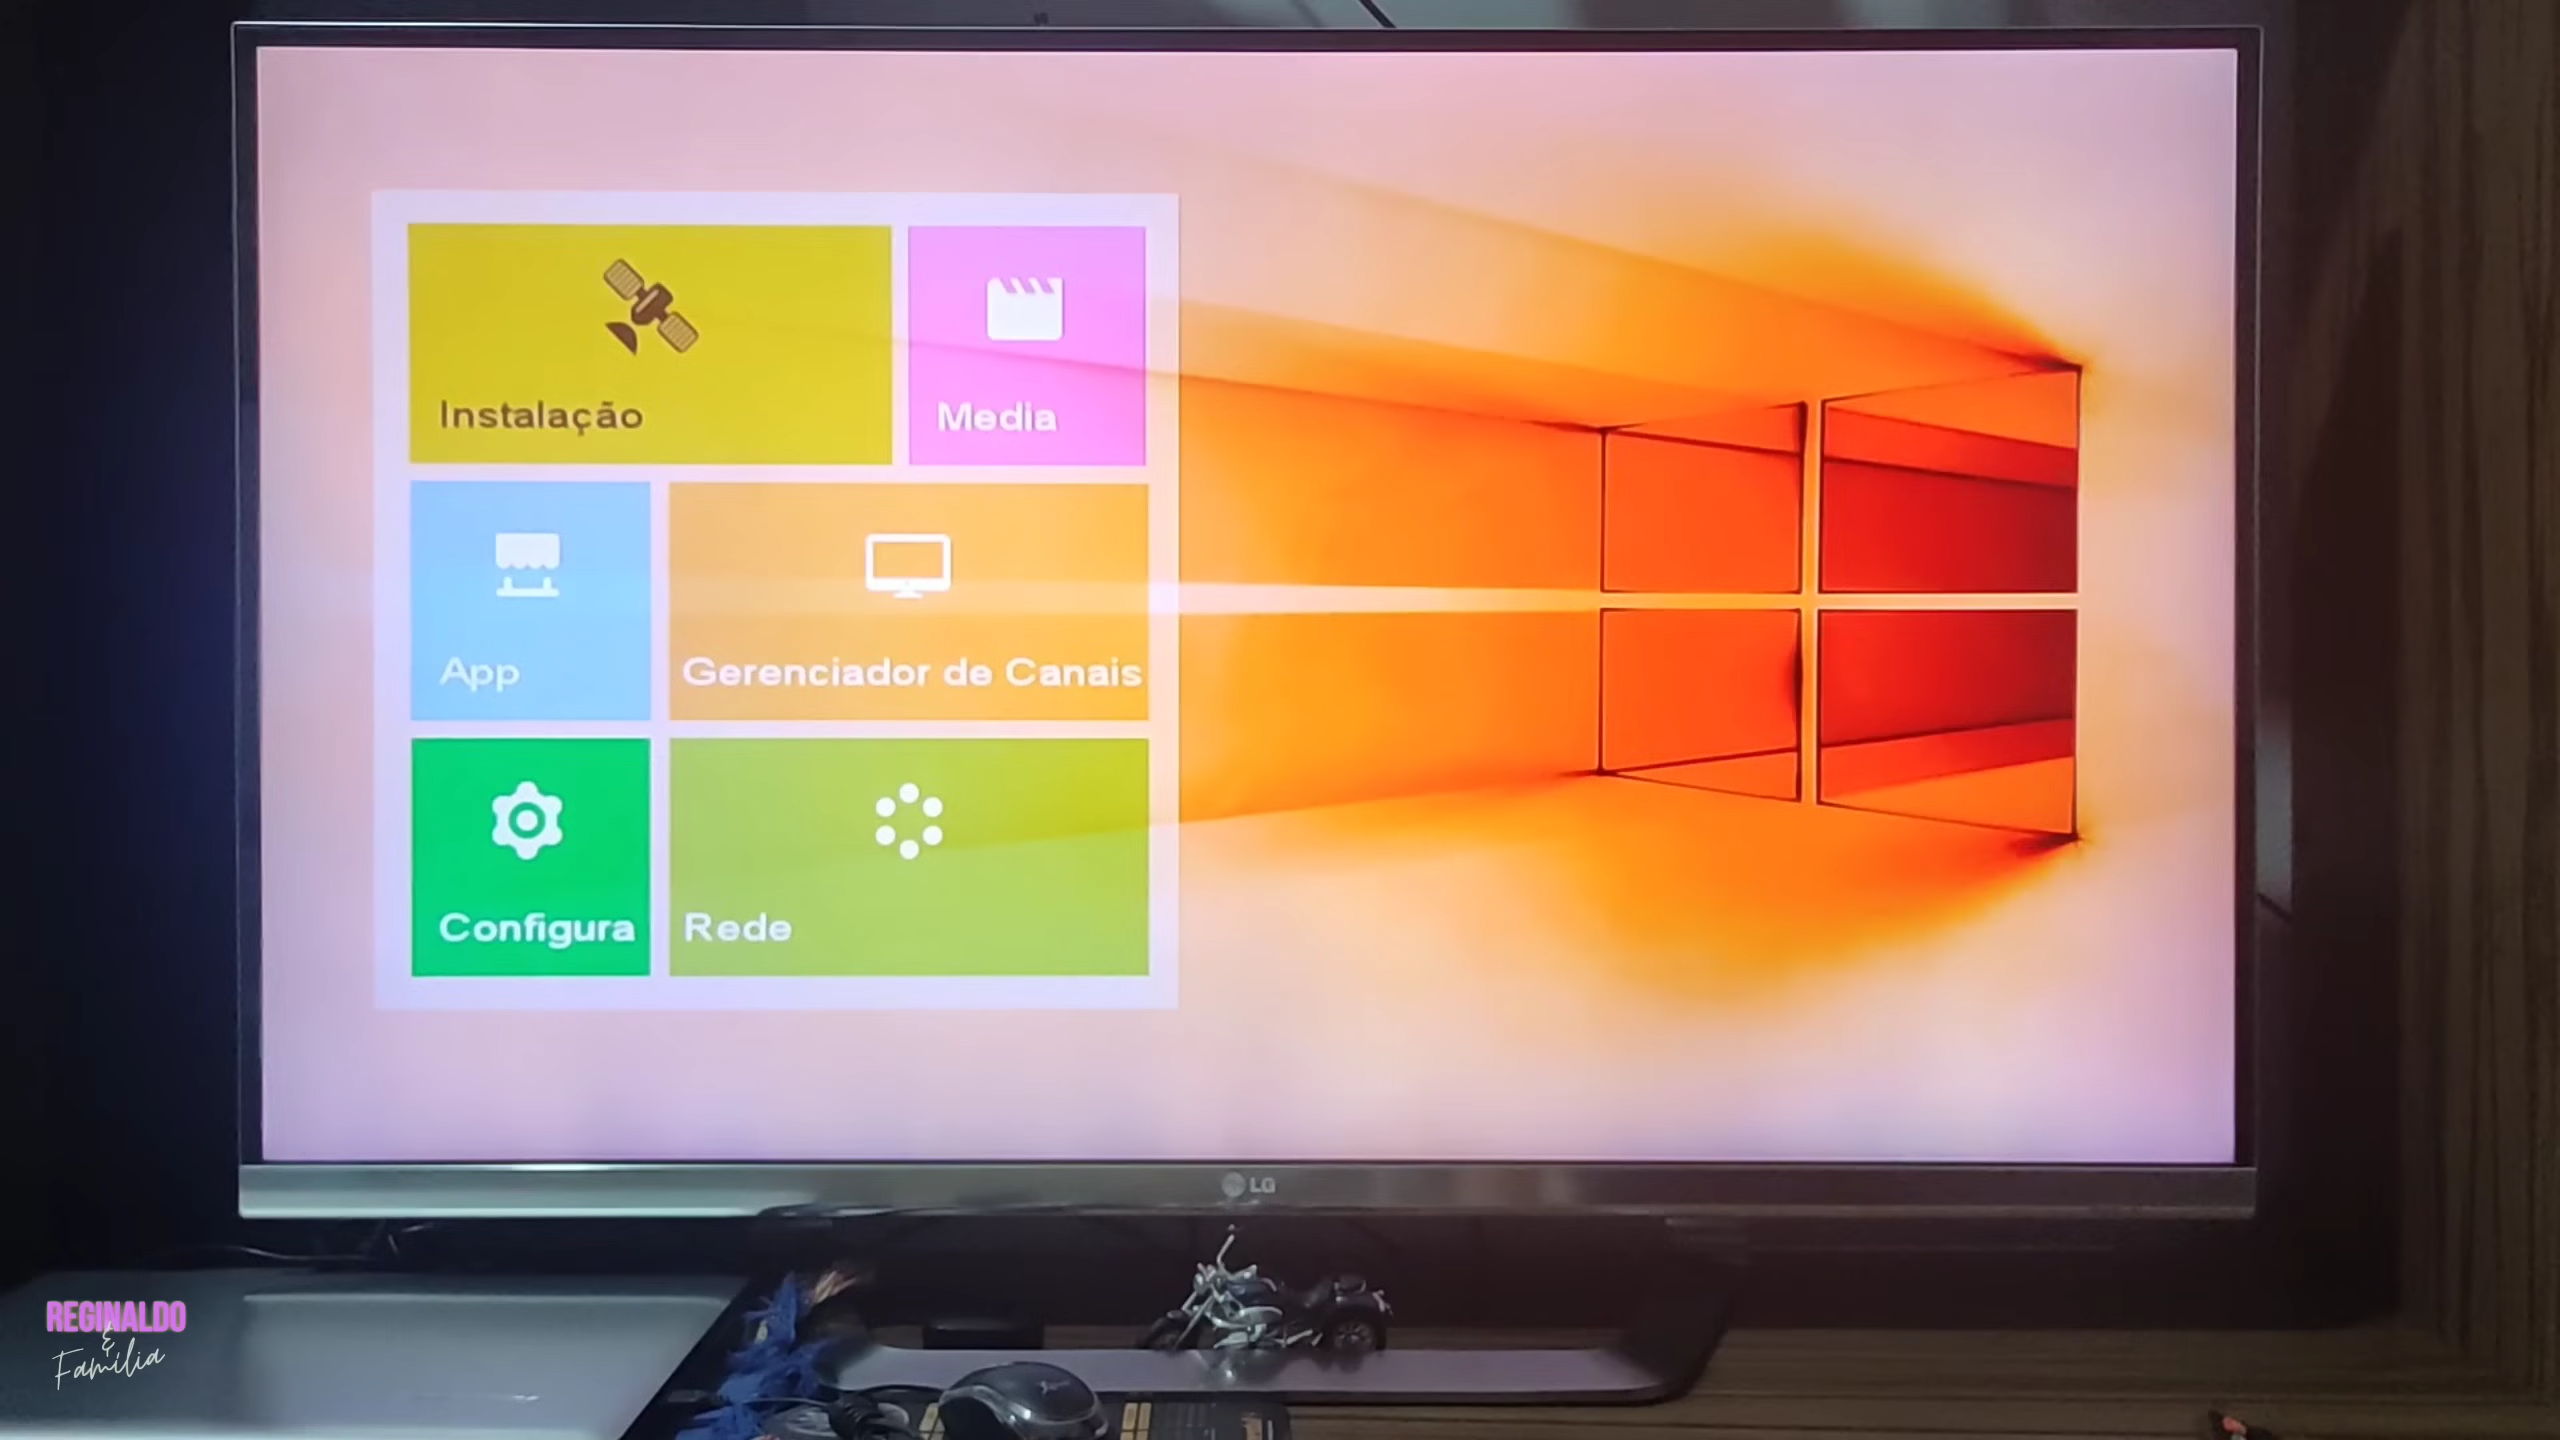 Instalação
Media
App
Gerenciador de Canais
Configura
Rede
LG
REGINALDO
&
Família